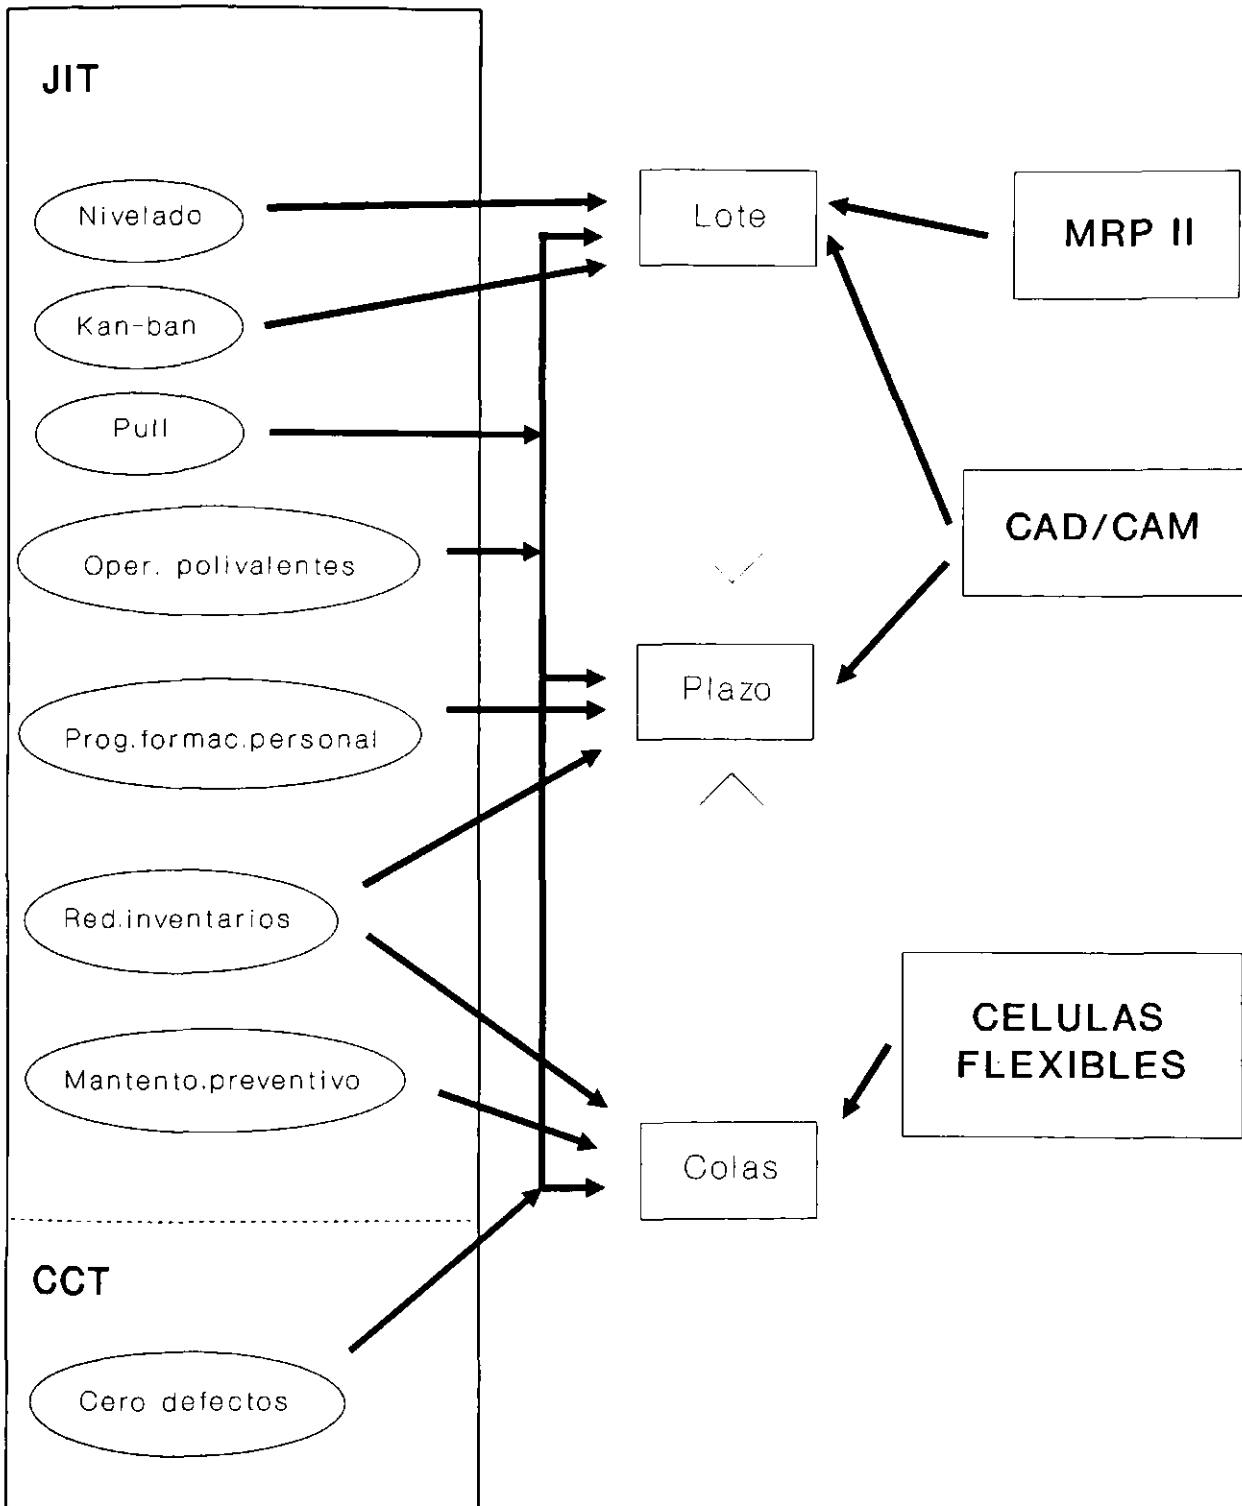 JIT
Nivelado
Kan-ban
Pull
Oper. polivalentes
Prog.formac.personal
Red.inventarios
Mantento.preventivo
CCT
Cero defectos
Lote
Plazo
Colas
MRP II
CAD/CAM
CELULAS
FLEXIBLES